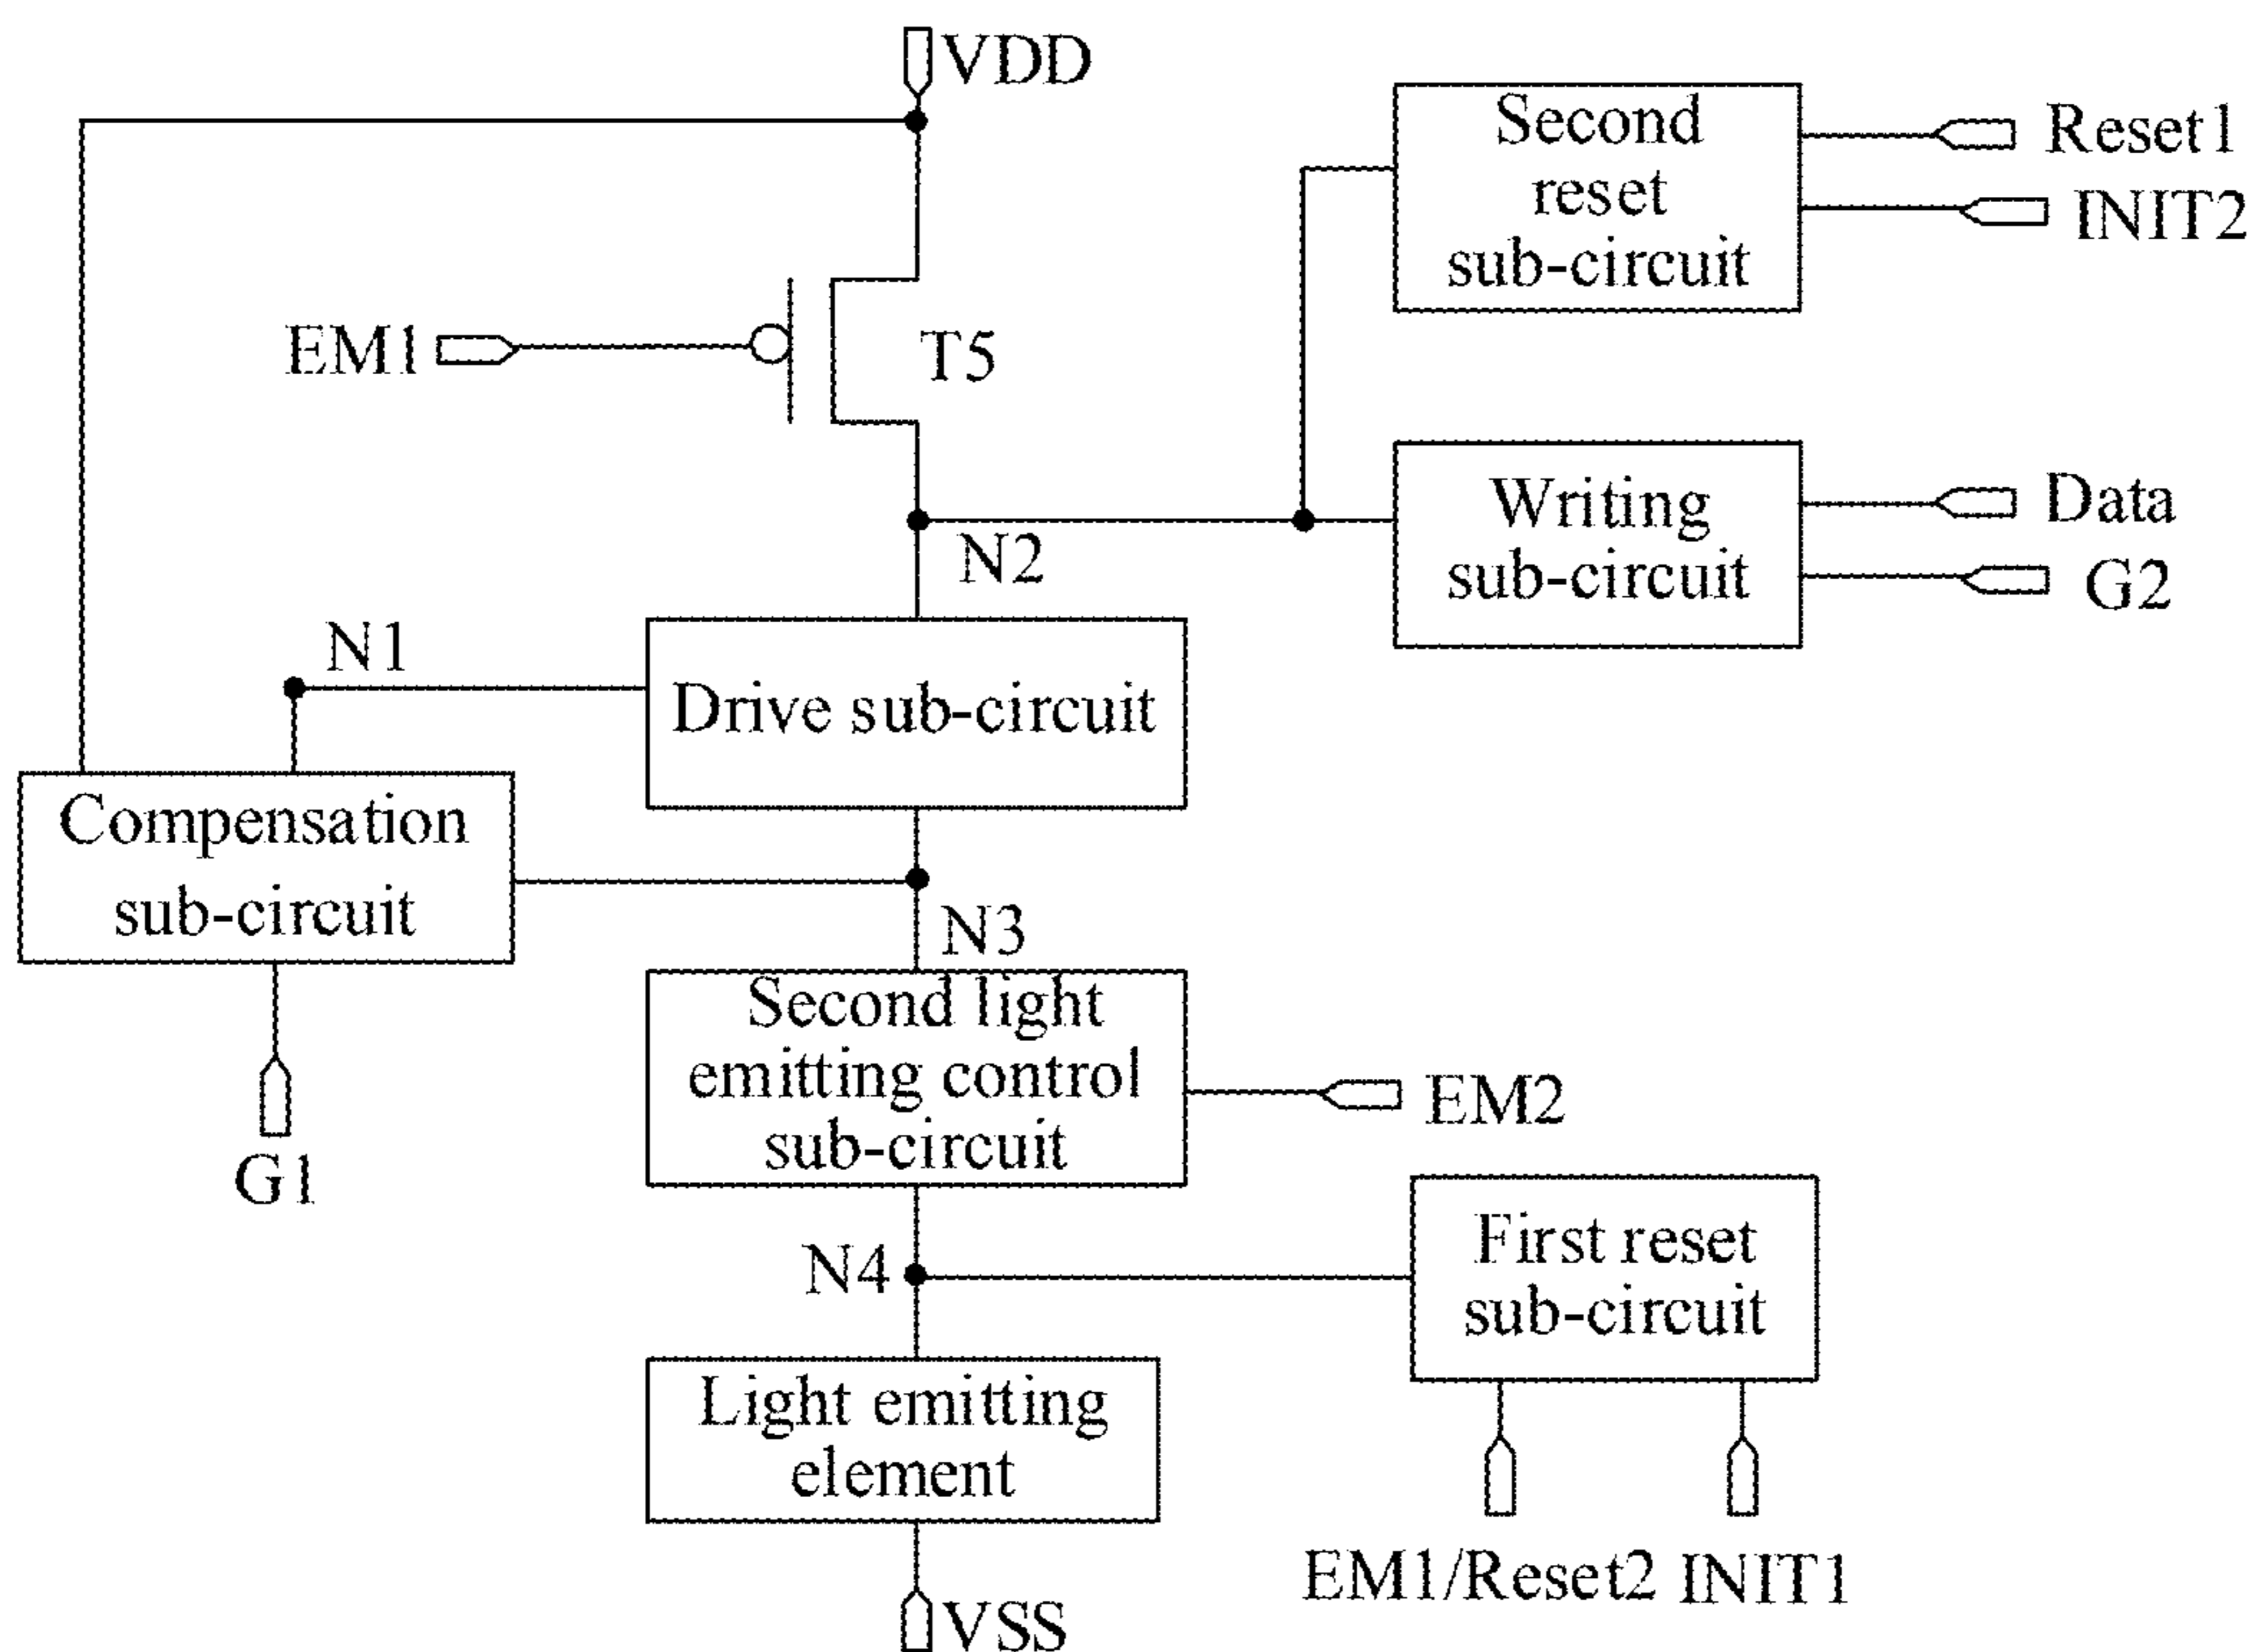 VDD
Second
reset
sub-circuit
Reset1
INIT2
EM1
T5
Writing
sub-circuit
Data
G2
N2
N1
Drive sub-circuit
Compensation
sub-circuit
N3
Second light
emitting control
sub-circuit
EM2
G1
First reset
sub-circuit
N4
Light emitting
element
EM1/Reset2 INIT1
VSS